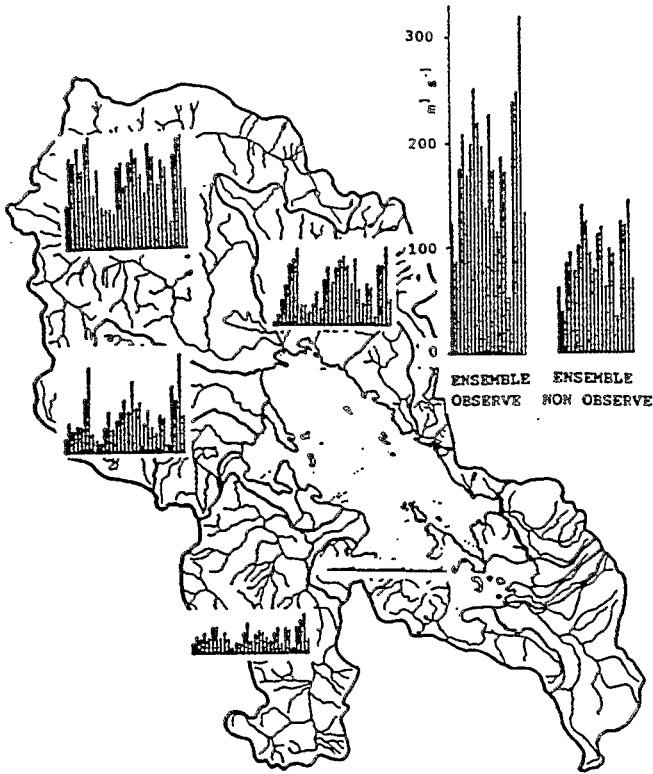 300
m³ s⁻¹
200
100
0
ENSEMBLE OBSERVE
ENSEMBLE NON OBSERVE